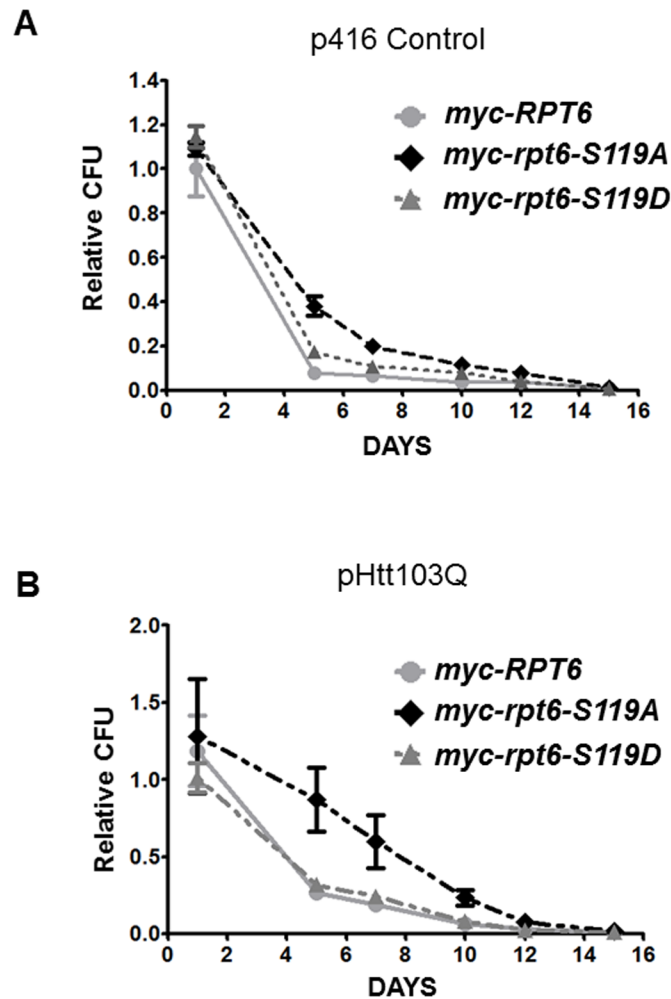 A
p416 Control
1.4
1.2
1.0
0.8
0.6
0.4
0.2
0.0
Relative CFU
myc-RPT6
myc-rpt6-S119A
myc-rpt6-S119D
0 2 4 6 8 10 12 14 16
DAYS
B
pHtt103Q
2.0
1.5
1.0
0.5
0.0
Relative CFU
myc-RPT6
myc-rpt6-S119A
myc-rpt6-S119D
0 2 4 6 8 10 12 14 16
DAYS